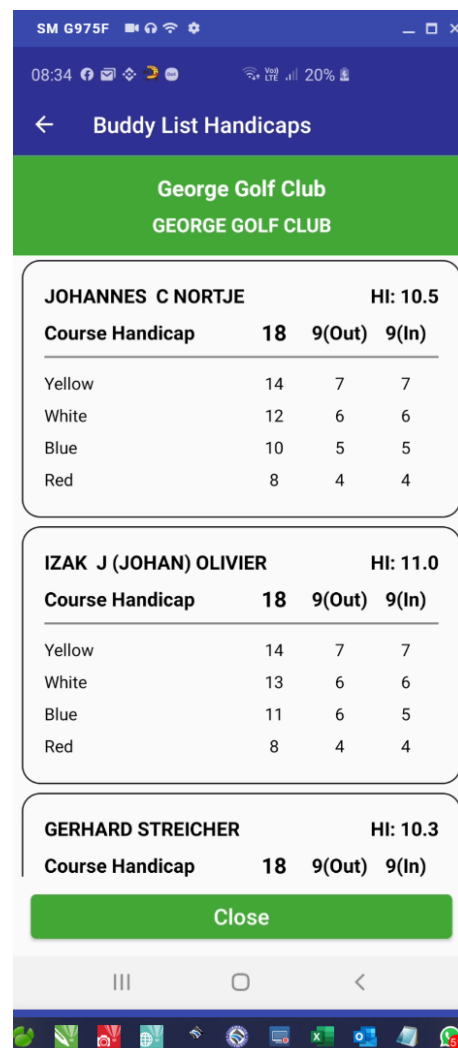 SM G975F
08:34 Vo) LTE 20%
Buddy List Handicaps
George Golf Club
GEORGE GOLF CLUB
JOHANNES C NORTJE HI: 10.5
Course Handicap 18 9(Out) 9(In)
Yellow 14 7 7
White 12 6 6
Blue 10 5 5
Red 8 4 4
IZAK J (JOHAN) OLIVIER HI: 11.0
Course Handicap 18 9(Out) 9(In)
Yellow 14 7 7
White 13 6 6
Blue 11 6 5
Red 8 4 4
GERHARD STREICHER HI: 10.3
Course Handicap 18 9(Out) 9(In)
Close